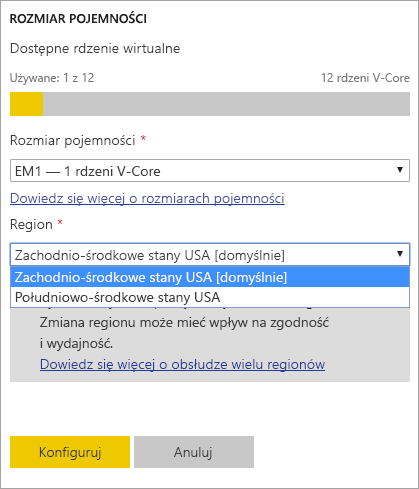 ROZMIAR POJEMNOŚCI
Dostępne rdzenie wirtualne
Używane: 1 z 12
12 rdzeni V-Core
Rozmiar pojemności *
EM1 — 1 rdzeni V-Core
Dowiedz się więcej o rozmiarach pojemności
Region *
Zachodnio-środkowe stany USA [domyślnie]
Zachodnio-środkowe stany USA [domyślnie]
Południowo-środkowe stany USA
Zmiana regionu może mieć wpływ na zgodność
i wydajność.
Dowiedz się więcej o obsłudze wielu regionów
Konfiguruj
Anuluj